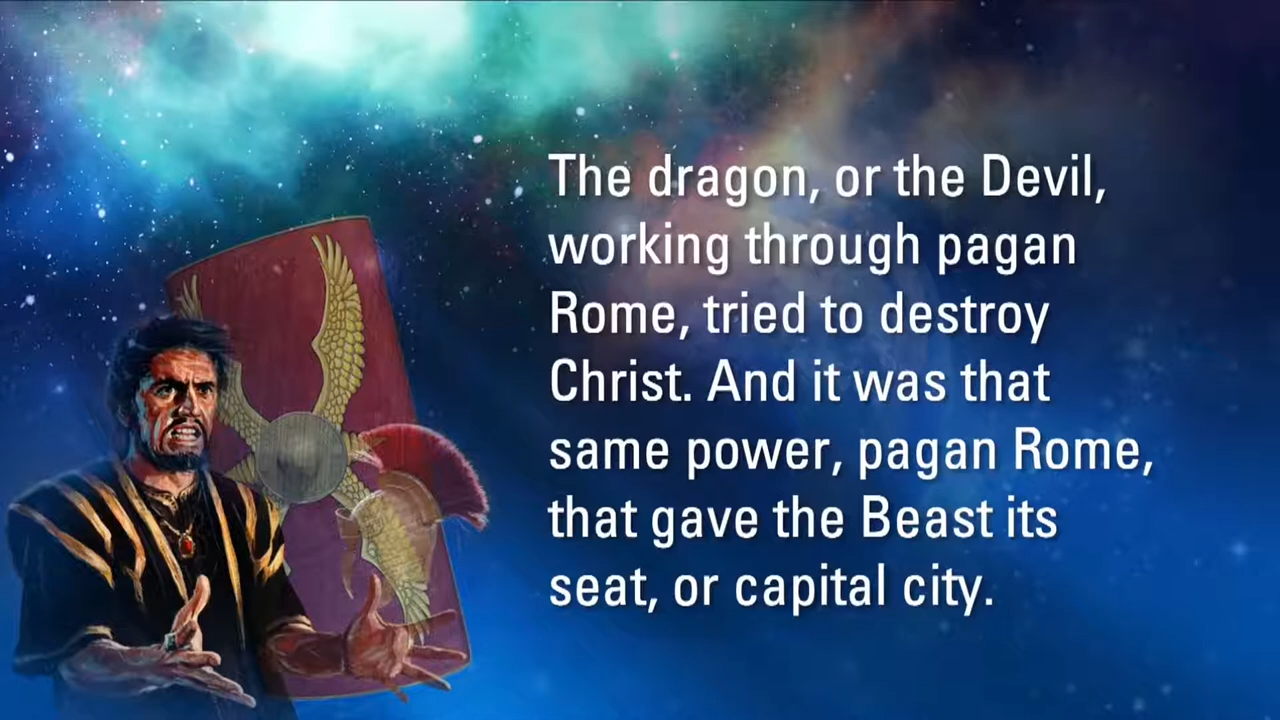 The dragon, or the Devil,
working through pagan
Rome, tried to destroy
Christ. And it was that
same power, pagan Rome,
that gave the Beast its
seat, or capital city.